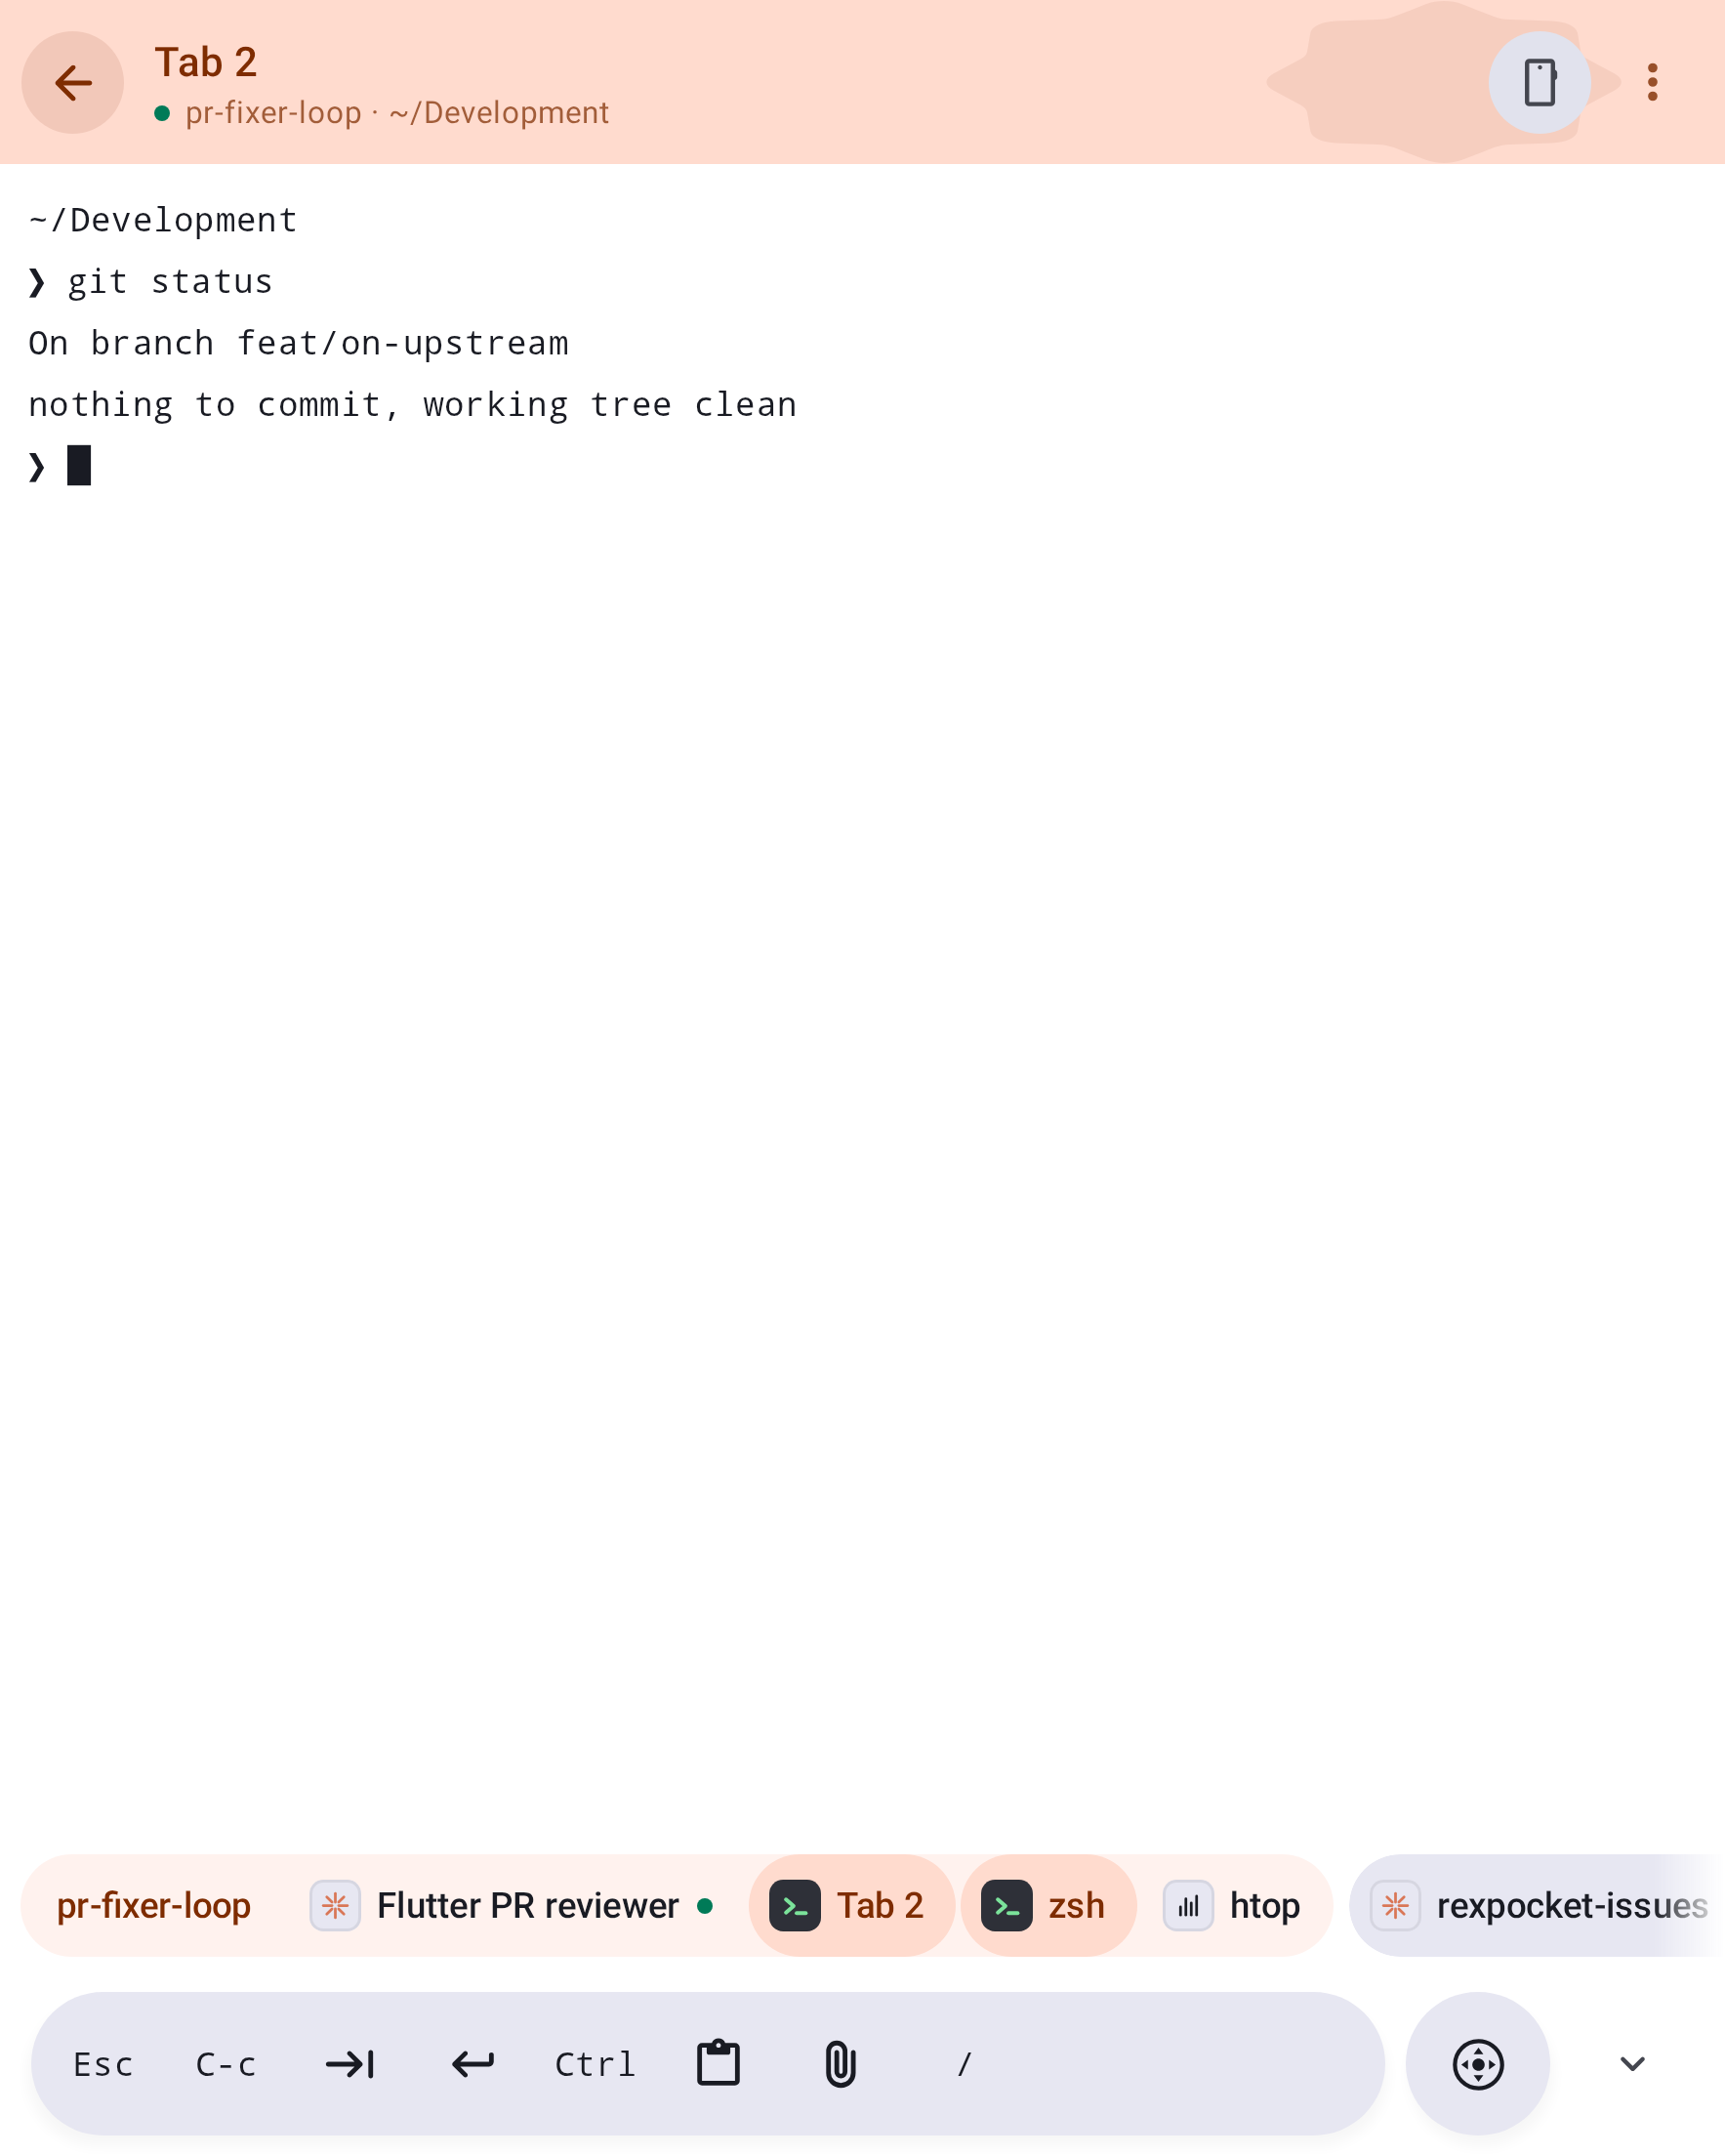 Tab 2
pr-fixer-loop · ~/Development
~/Development
❯ git status
On branch feat/on-upstream
nothing to commit, working tree clean
❯
pr-fixer-loop Flutter PR reviewer Tab 2 zsh htop rexpocket-issues
Esc C-c Ctrl /